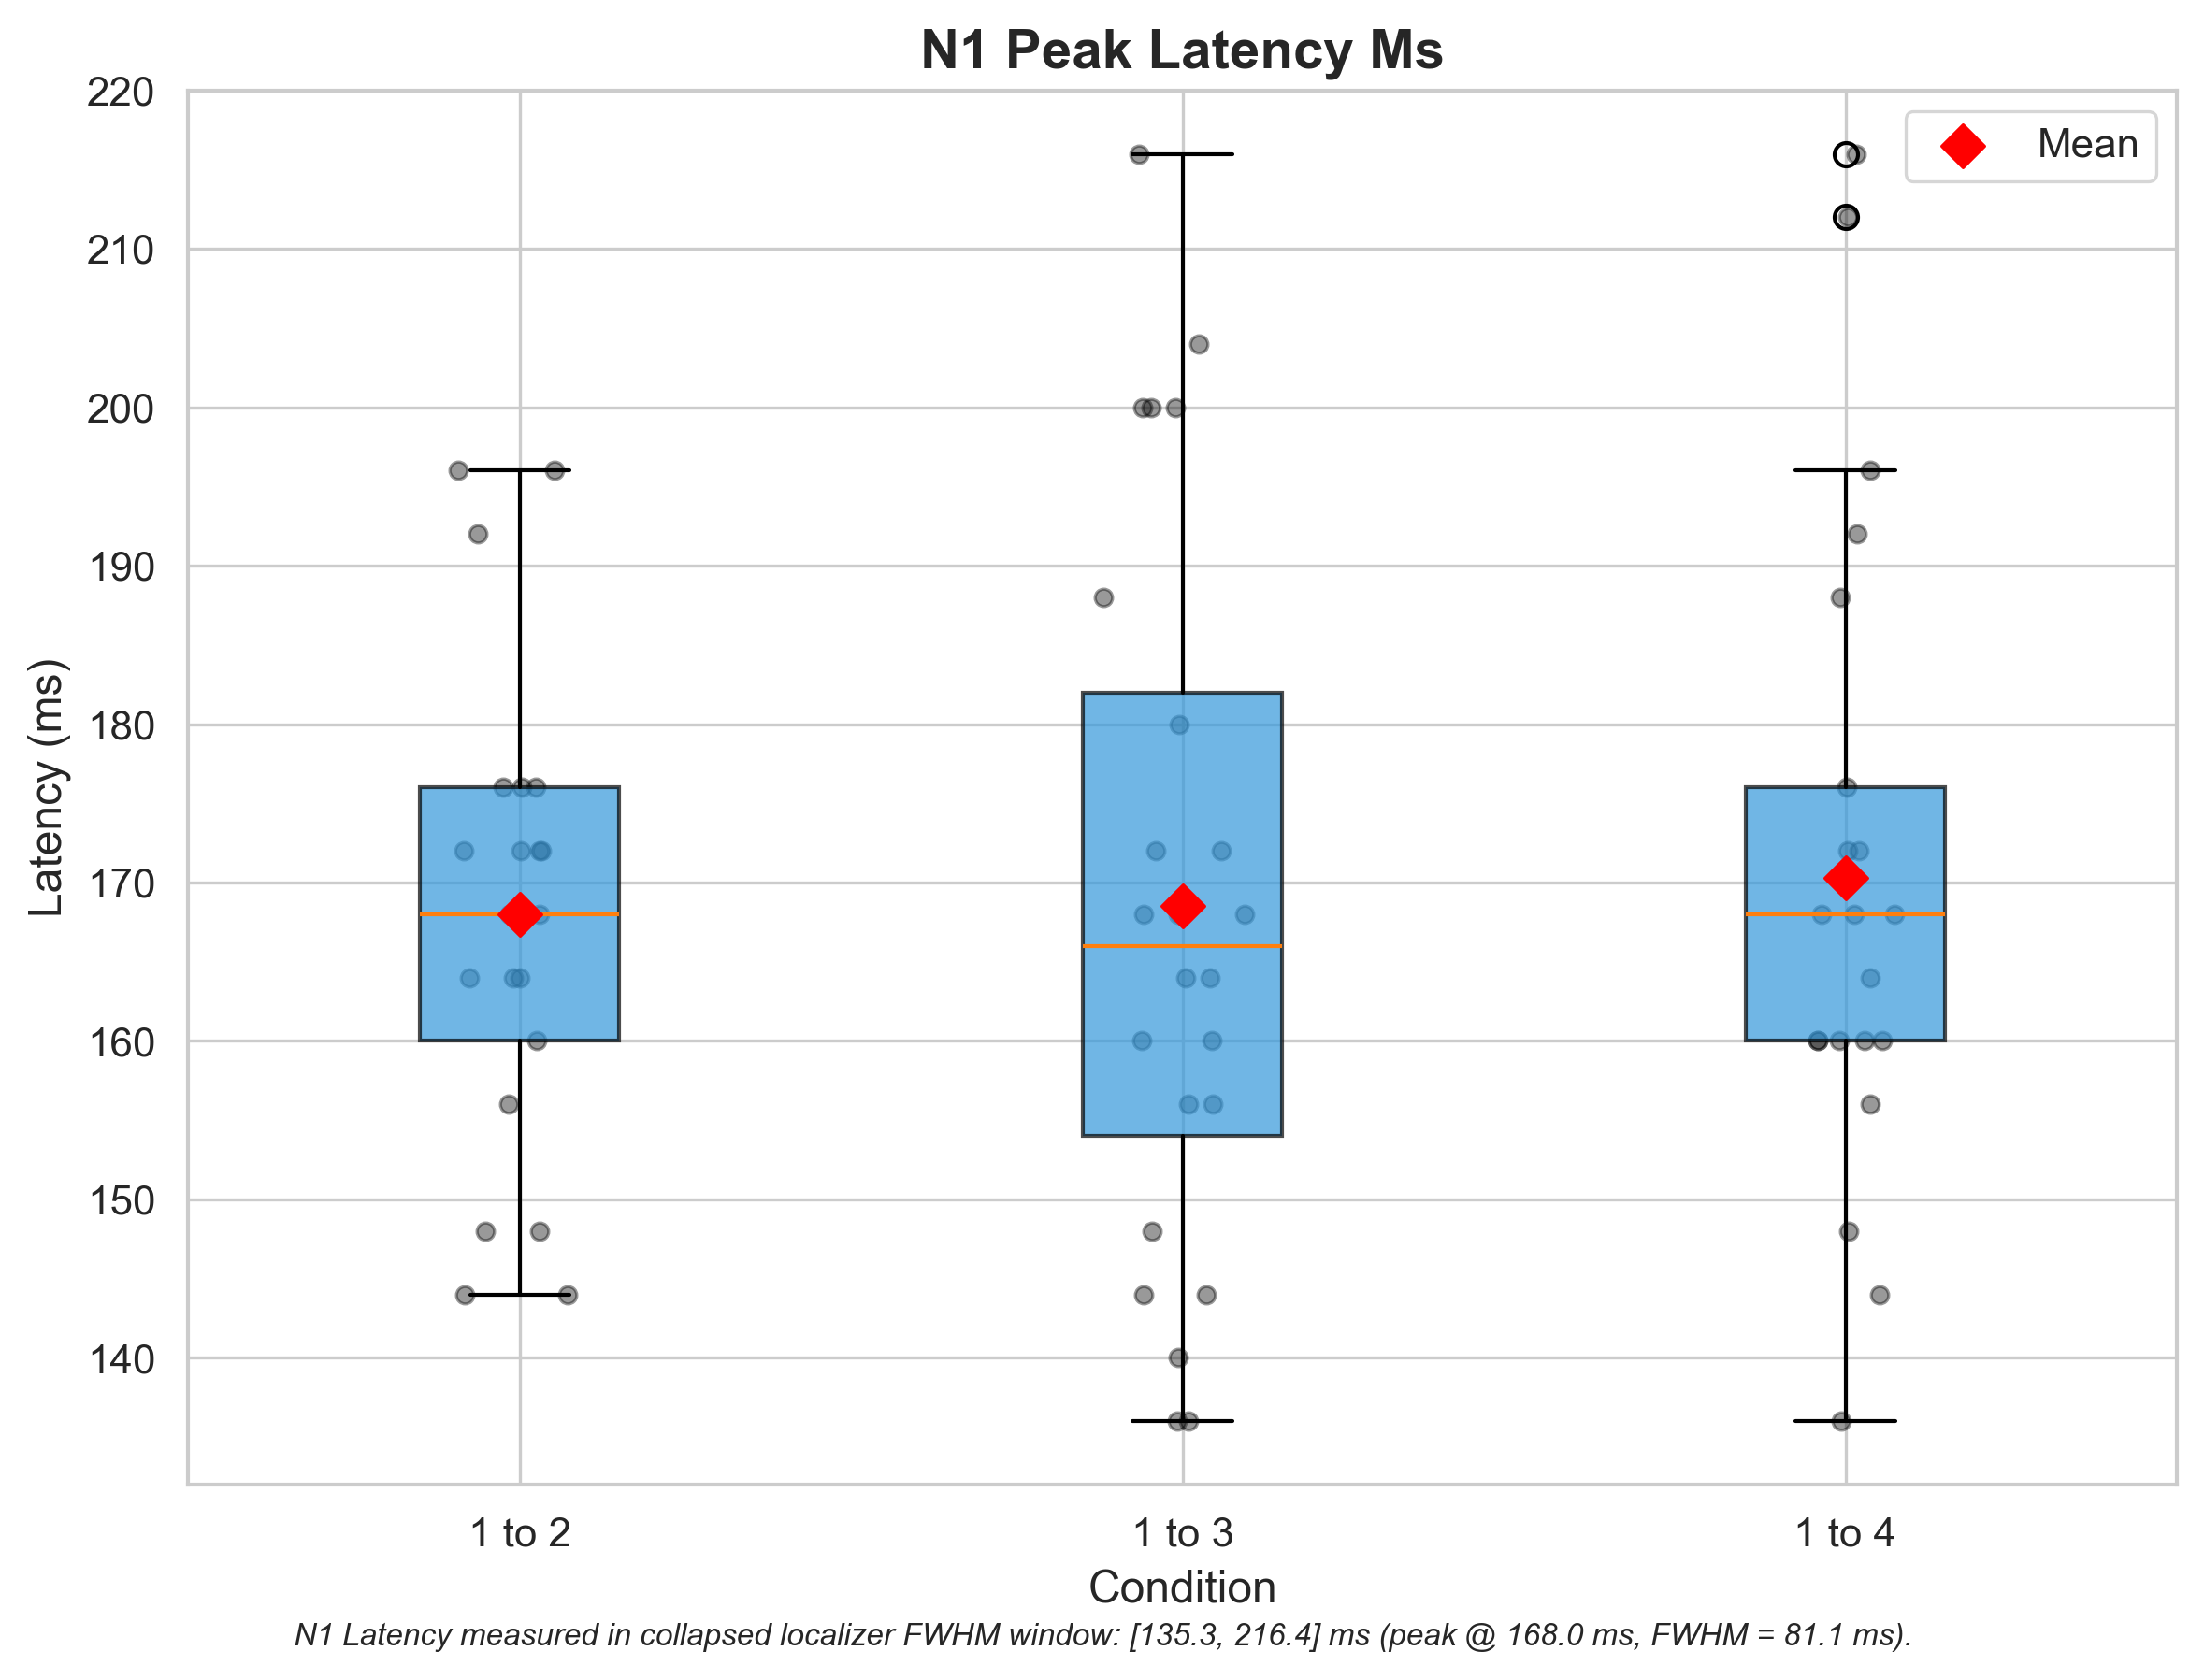 N1 Peak Latency Ms
220
210
200
190
180
170
160
150
140
Latency (ms)
Mean
1 to 2
1 to 3
1 to 4
Condition
N1 Latency measured in collapsed localizer FWHM window: [135.3, 216.4] ms (peak @ 168.0 ms, FWHM = 81.1 ms).